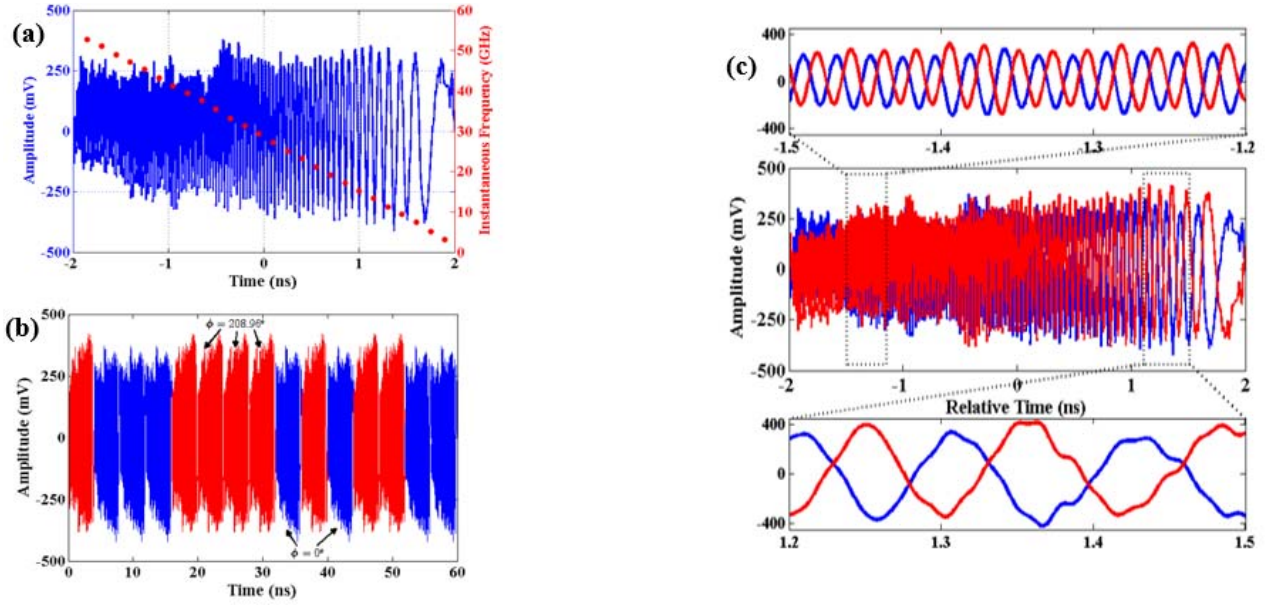 (a)
500
250
0
-250
-500
Amplitude (mV)
-2 -1 0 1 2
Time (ns)
60
50
40
30
20
10
0
Instantaneous Frequency (GHz)
(b)
500
250
0
-250
-500
Amplitude (mV)
ϕ = 208.96°
ϕ = 0°
0 10 20 30 40 50 60
Time (ns)
(c)
400
0
-400
-1.5 -1.4 -1.3 -1.2
500
250
0
-250
-500
Amplitude (mV)
-2 -1 0 1 2
Relative Time (ns)
400
0
-400
1.2 1.3 1.4 1.5